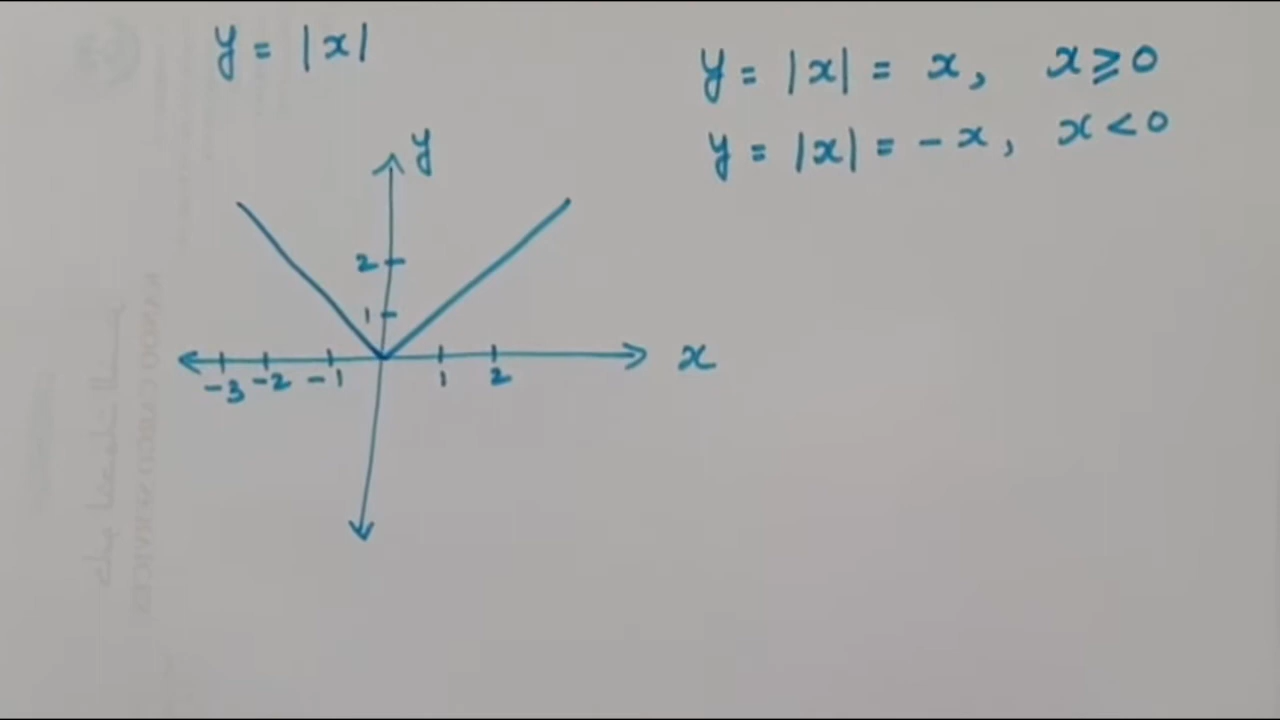 y = |x|
y = |x| = x, x ⩾ 0
y = |x| = -x, x < 0
y
2
1
-3 -2 -1 1 2
x